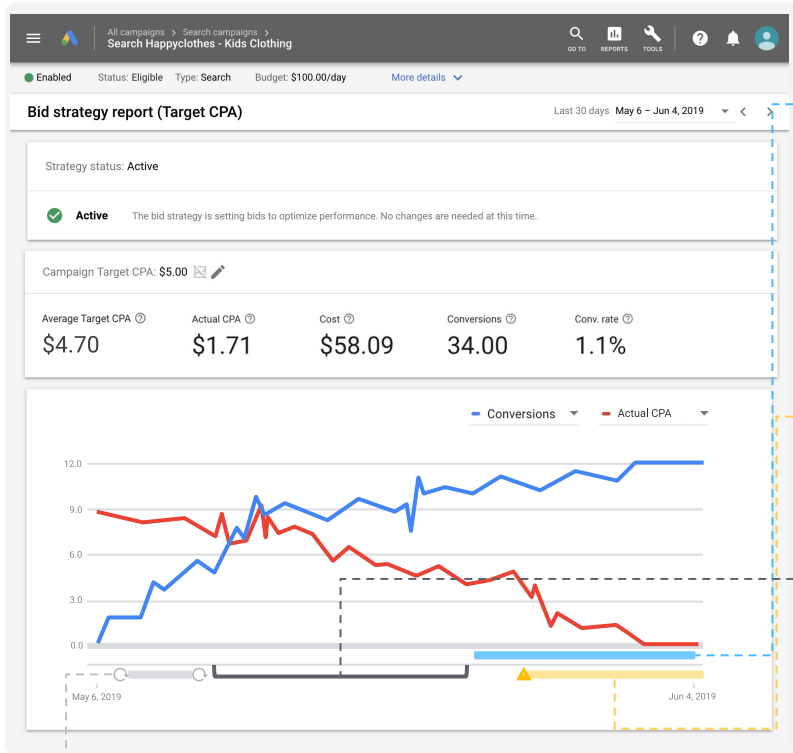 All campaigns > Search campaigns >
Search Happyclothes - Kids Clothing
GO TO
REPORTS
TOOLS
Enabled Status: Eligible Type: Search Budget: $100.00/day More details
Bid strategy report (Target CPA)
Last 30 days May 6 – Jun 4, 2019
Strategy status: Active
Active The bid strategy is setting bids to optimize performance. No changes are needed at this time.
Campaign Target CPA: $5.00
Average Target CPA Actual CPA Cost Conversions Conv. rate
$4.70 $1.71 $58.09 34.00 1.1%
Conversions Actual CPA
12.0
9.0
6.0
3.0
0.0
May 6, 2019 Jun 4, 2019